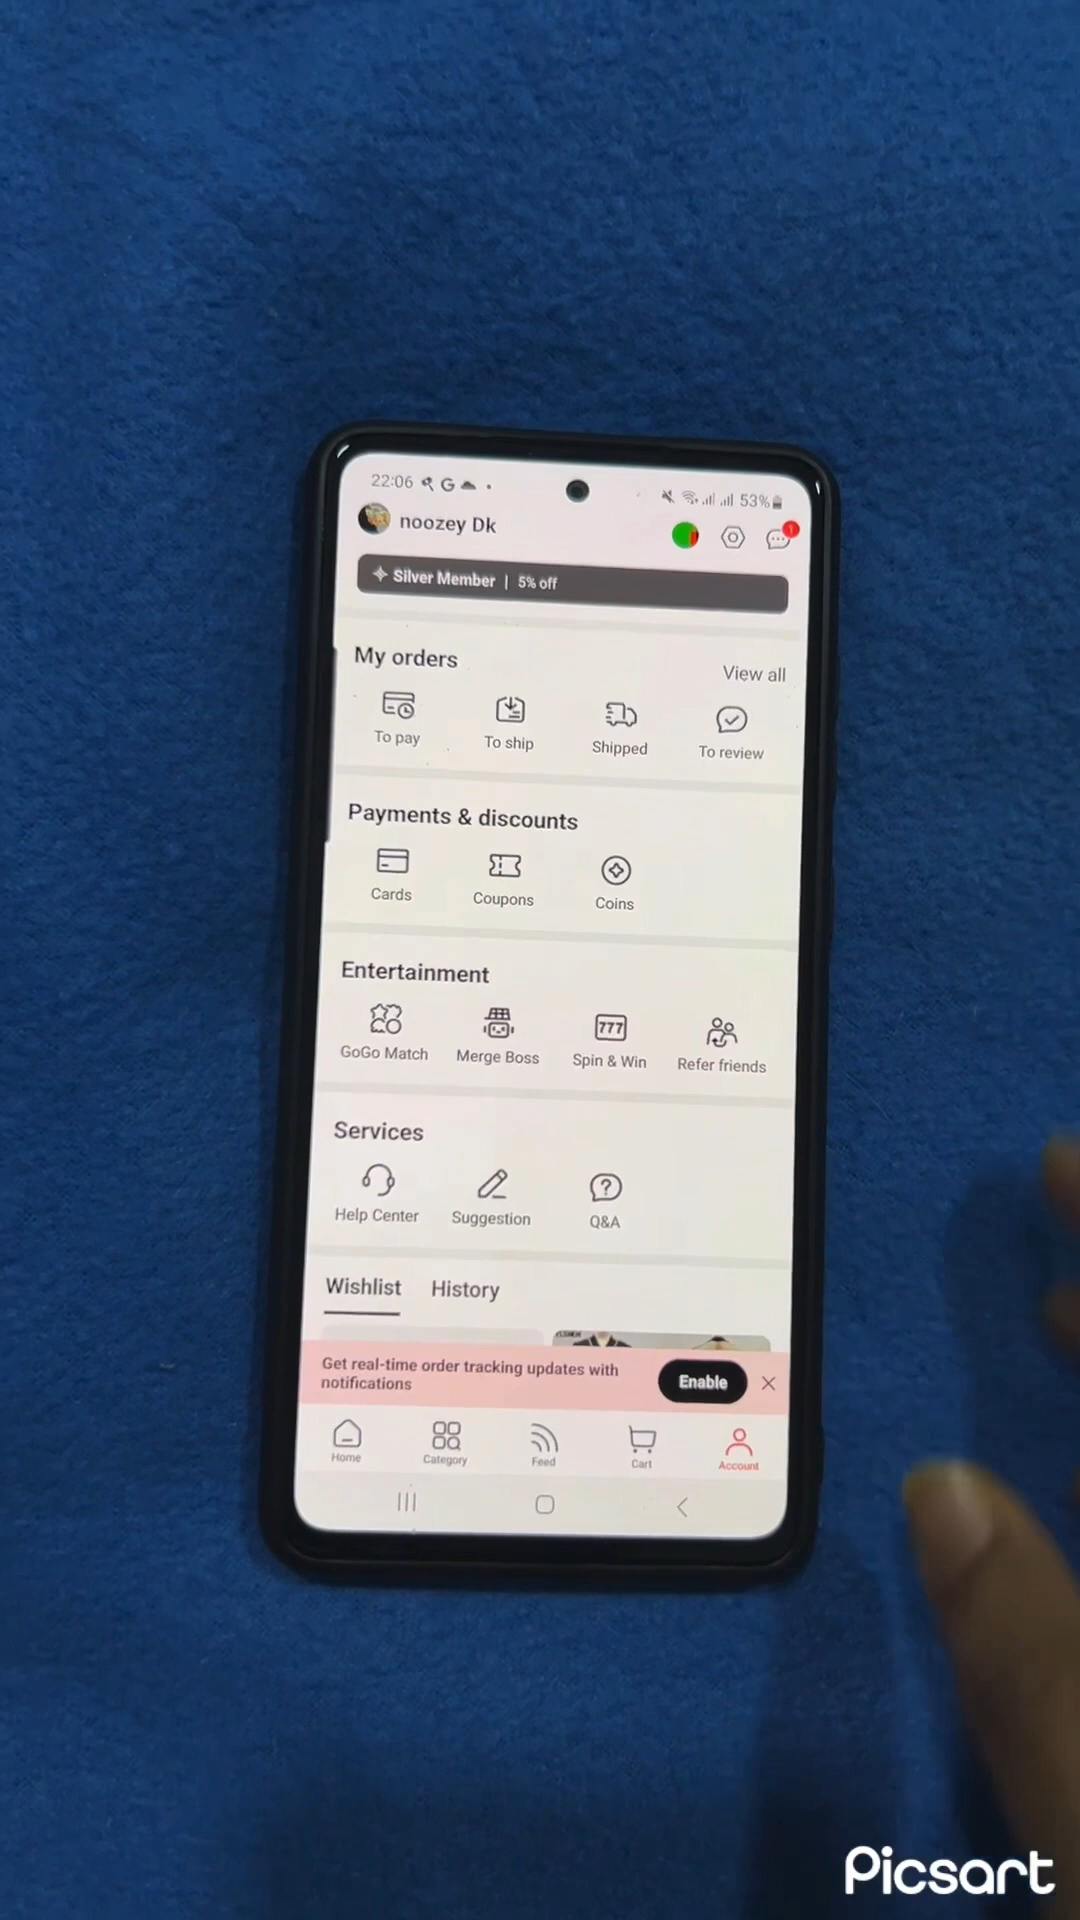 22:06 G 53%
noozey Dk
1
Silver Member | 5% off
My orders
View all
To pay To ship Shipped To review
Payments & discounts
Cards Coupons Coins
Entertainment
777
GoGo Match Merge Boss Spin & Win Refer friends
Services
Help Center Suggestion Q&A
Wishlist History
Get real-time order tracking updates with
notifications
Enable
Home Category Feed Cart Account
Picsart